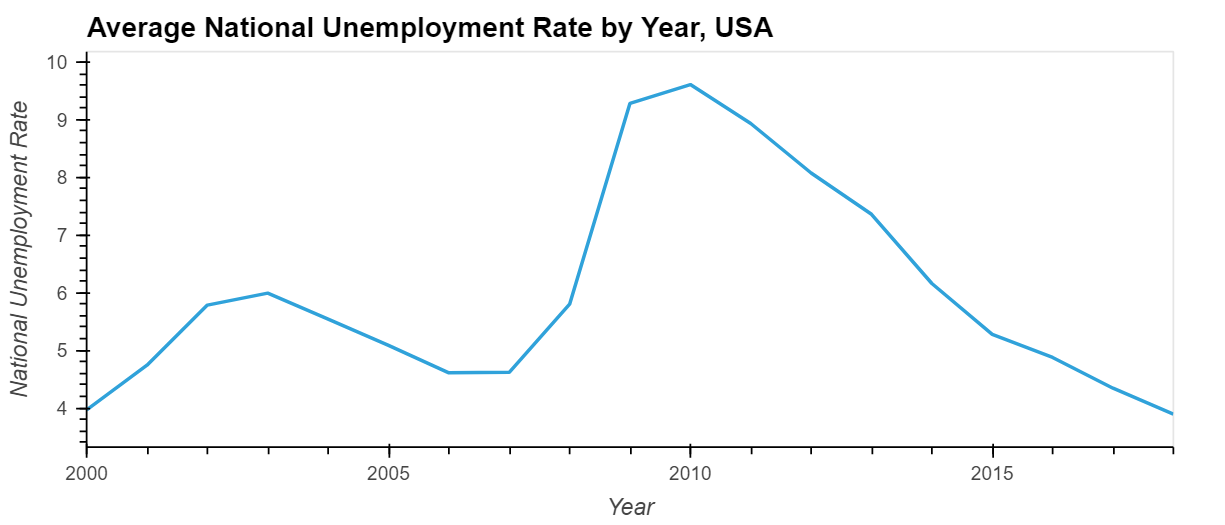 Average National Unemployment Rate by Year, USA
National Unemployment Rate
10
9
8
7
6
5
4
2000 2005 2010 2015
Year